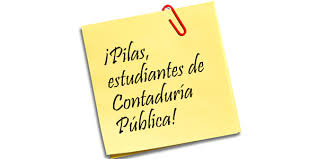 ¡Pilas,
estudiantes de
Contaduría
Pública!